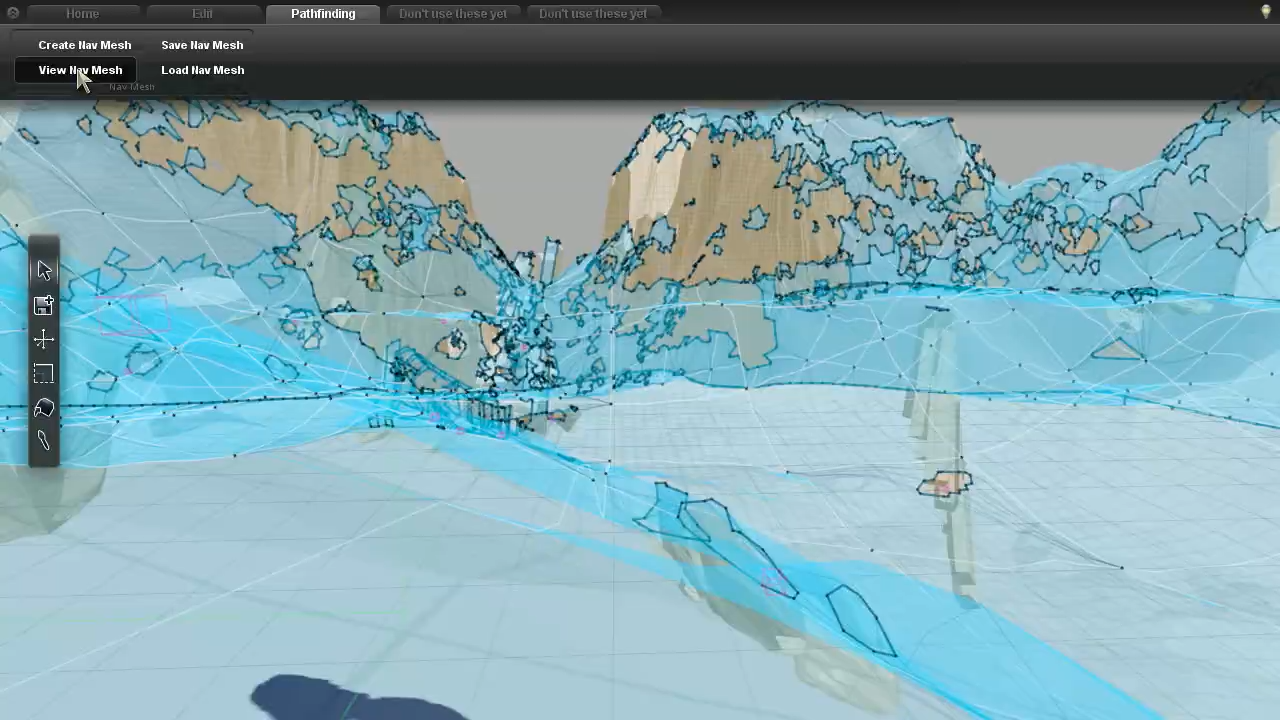 Home Edit Pathfinding Don't use these yet Don't use these yet
Create Nav Mesh Save Nav Mesh
View Nav Mesh Load Nav Mesh
Nav Mesh